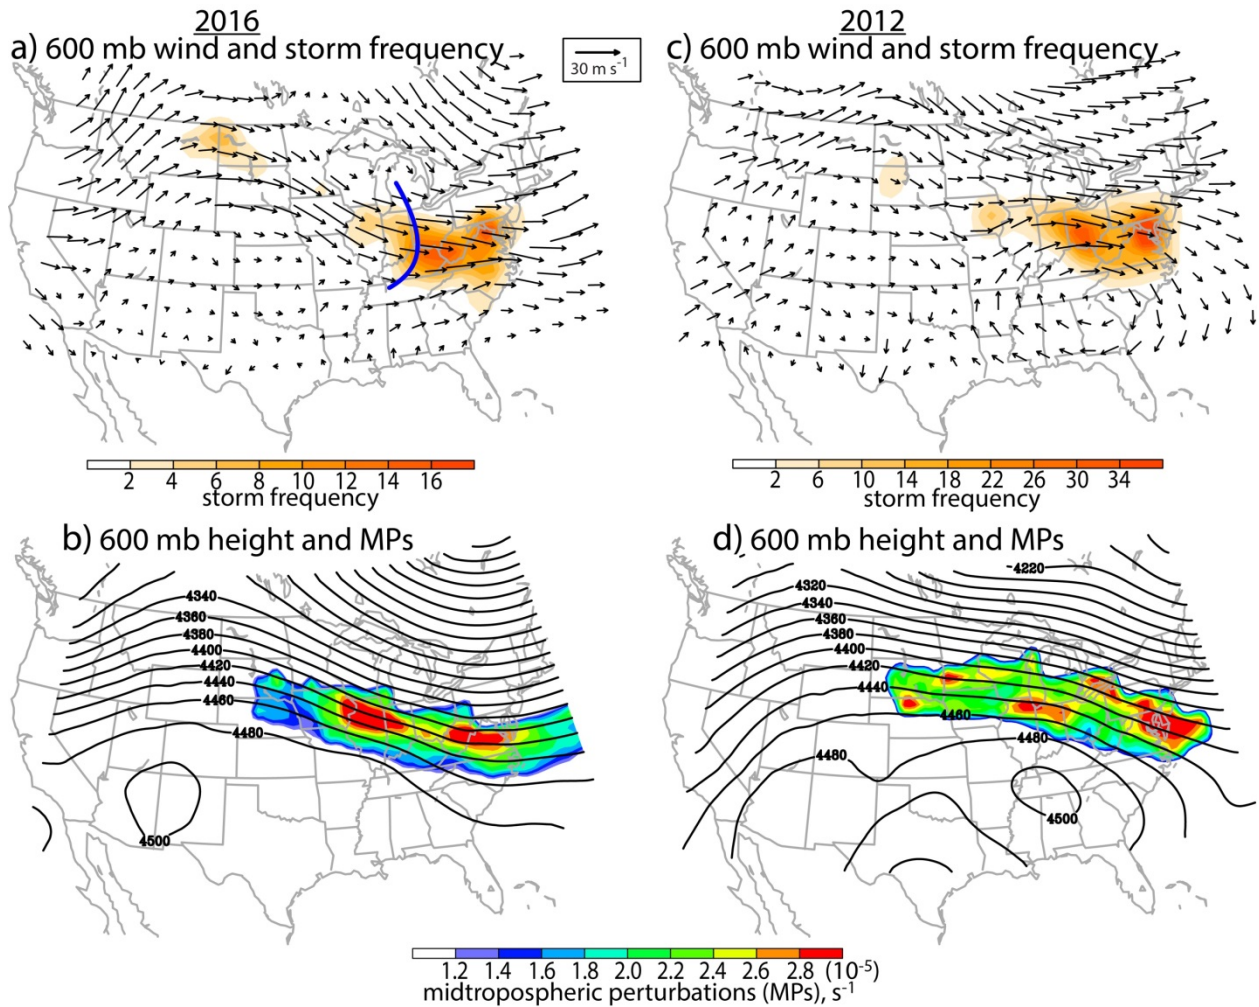 2016
a) 600 mb wind and storm frequency
30 m s⁻¹
2 4 6 8 10 12 14 16
storm frequency
2012
c) 600 mb wind and storm frequency
2 6 10 14 18 22 26 30 34
storm frequency
b) 600 mb height and MPs
4340
4360
4380
4400
4420
4440
4460
4480
4500
d) 600 mb height and MPs
4220
4320
4340
4360
4380
4400
4420
4440
4460
4480
4480
4500
1.2 1.4 1.6 1.8 2.0 2.2 2.4 2.6 2.8 (10⁻⁵)
midtropospheric perturbations (MPs), s⁻¹